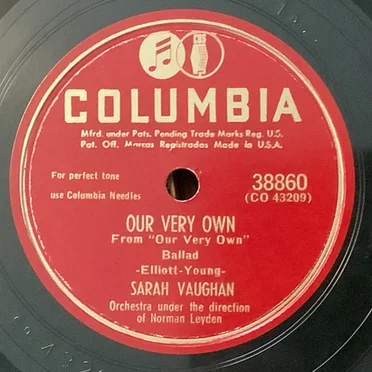 COLUMBIA
Mfrd. under Pats. Pending Trade Marks Reg. U.S.
Pat. Off. Marcas Registradas Made in U.S.A.
For perfect tone
use Columbia Needles
38860
(CO 43209)
OUR VERY OWN
From "Our Very Own"
Ballad
-Elliott-Young-
SARAH VAUGHAN
Orchestra under the direction
of Norman Leyden